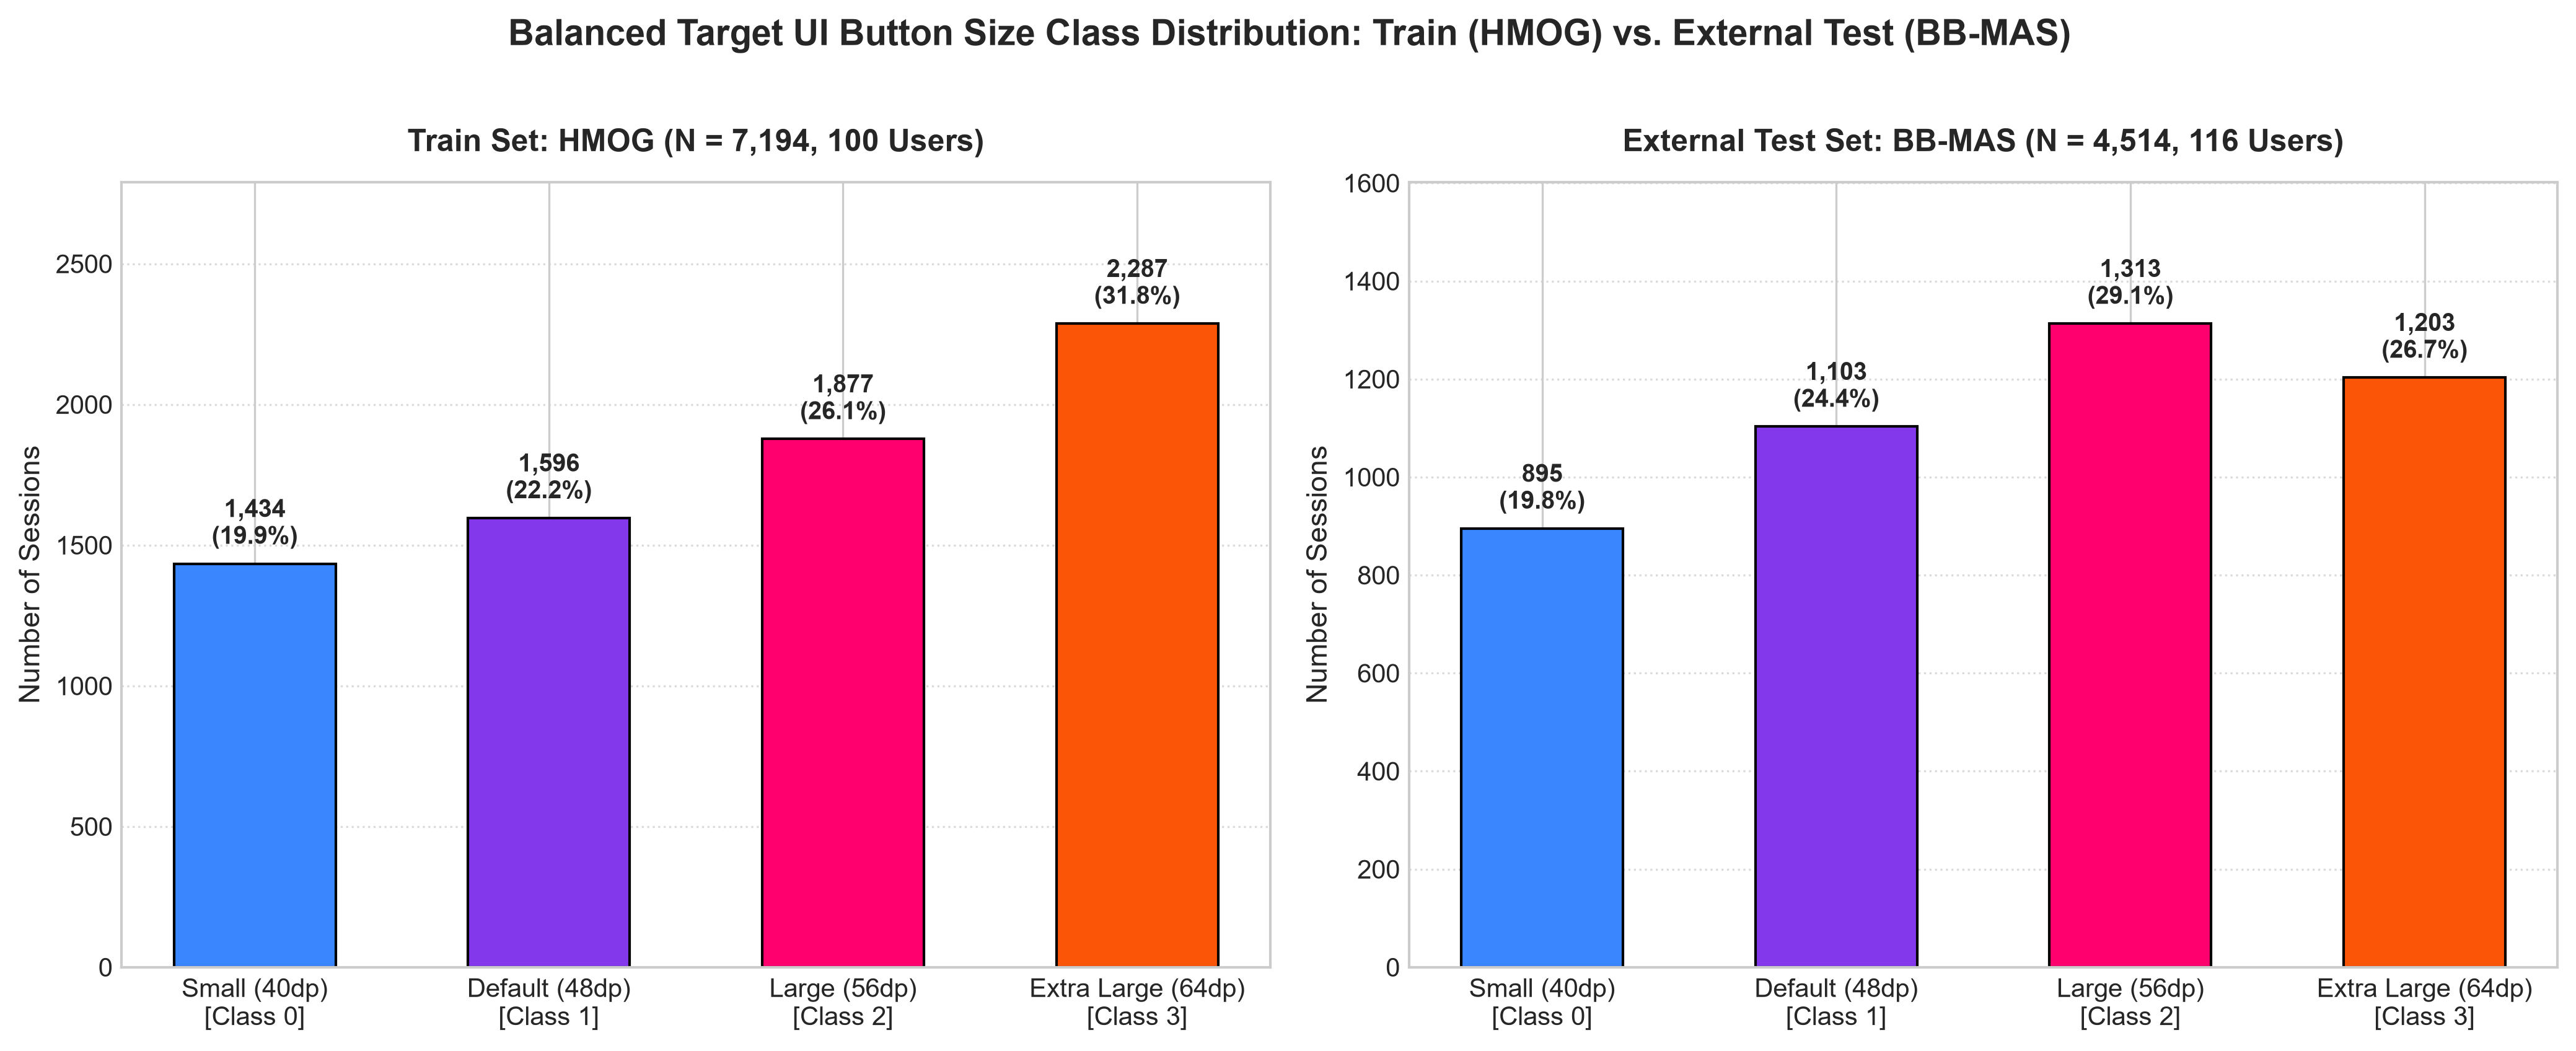 Balanced Target UI Button Size Class Distribution: Train (HMOG) vs. External Test (BB-MAS)
Train Set: HMOG (N = 7,194, 100 Users)
Number of Sessions
2500
2000
1500
1000
500
0
1,434
(19.9%)
1,596
(22.2%)
1,877
(26.1%)
2,287
(31.8%)
Small (40dp)
[Class 0]
Default (48dp)
[Class 1]
Large (56dp)
[Class 2]
Extra Large (64dp)
[Class 3]
External Test Set: BB-MAS (N = 4,514, 116 Users)
Number of Sessions
1600
1400
1200
1000
800
600
400
200
0
895
(19.8%)
1,103
(24.4%)
1,313
(29.1%)
1,203
(26.7%)
Small (40dp)
[Class 0]
Default (48dp)
[Class 1]
Large (56dp)
[Class 2]
Extra Large (64dp)
[Class 3]